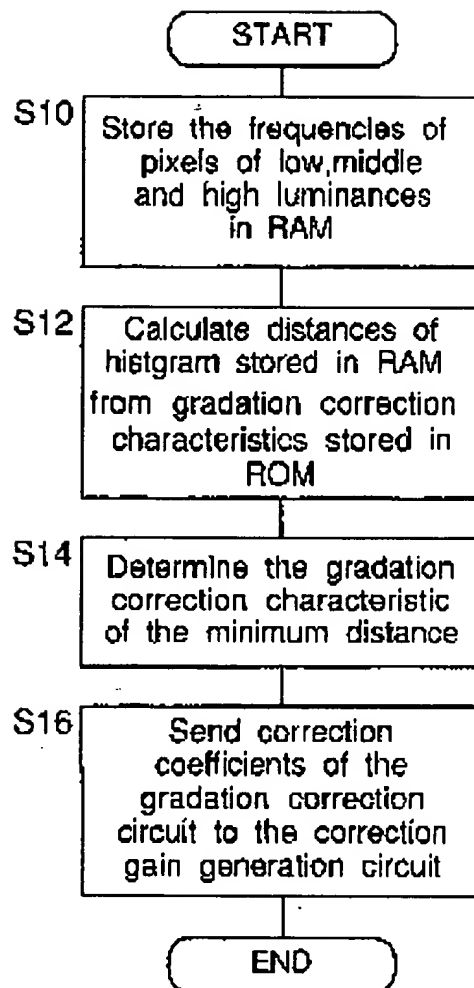 START
S10
Store the frequencies of
pixels of low,middle
and high luminances
in RAM
S12
Calculate distances of
histgram stored in RAM
from gradation correction
characteristics stored in
ROM
S14
Determine the gradation
correction characteristic
of the minimum distance
S16
Send correction
coefficients of the
gradation correction
circuit to the correction
gain generation circuit
END